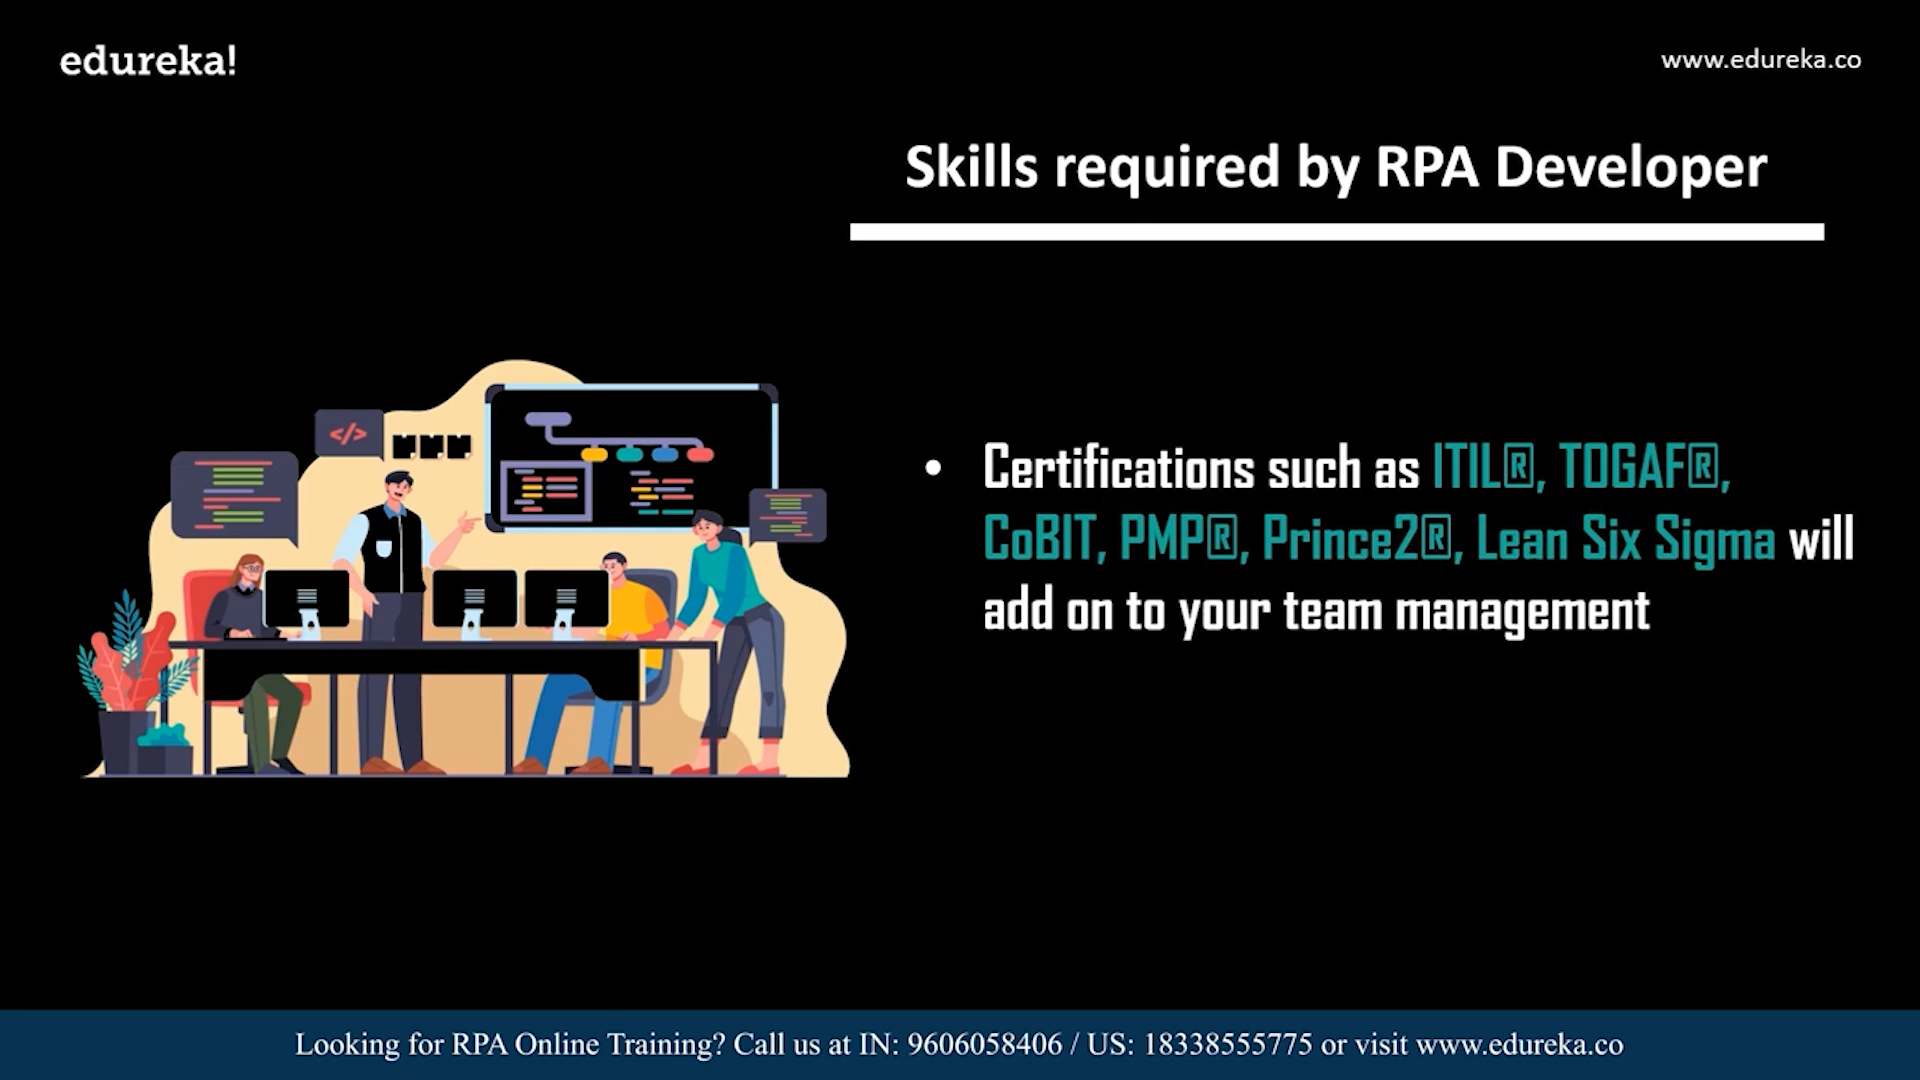 edureka!
www.edureka.co
Skills required by RPA Developer
</>
• Certifications such as ITIL®, TOGAF®,
CoBIT, PMP®, Prince2®, Lean Six Sigma will
add on to your team management
Looking for RPA Online Training? Call us at IN: 9606058406 / US: 18338555775 or visit www.edureka.co